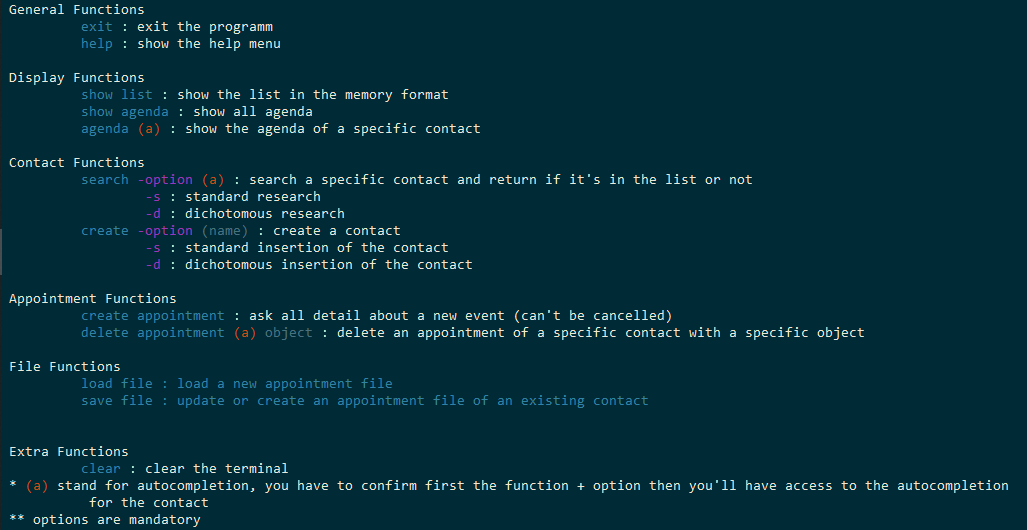 General Functions
exit : exit the programm
help : show the help menu
Display Functions
show list : show the list in the memory format
show agenda : show all agenda
agenda (a) : show the agenda of a specific contact
Contact Functions
search -option (a) : search a specific contact and return if it's in the list or not
-s : standard research
-d : dichotomous research
create -option (name) : create a contact
-s : standard insertion of the contact
-d : dichotomous insertion of the contact
Appointment Functions
create appointment : ask all detail about a new event (can't be cancelled)
delete appointment (a) object : delete an appointment of a specific contact with a specific object
File Functions
load file : load a new appointment file
save file : update or create an appointment file of an existing contact
Extra Functions
clear : clear the terminal
* (a) stand for autocompletion, you have to confirm first the function + option then you'll have access to the autocompletion
for the contact
** options are mandatory